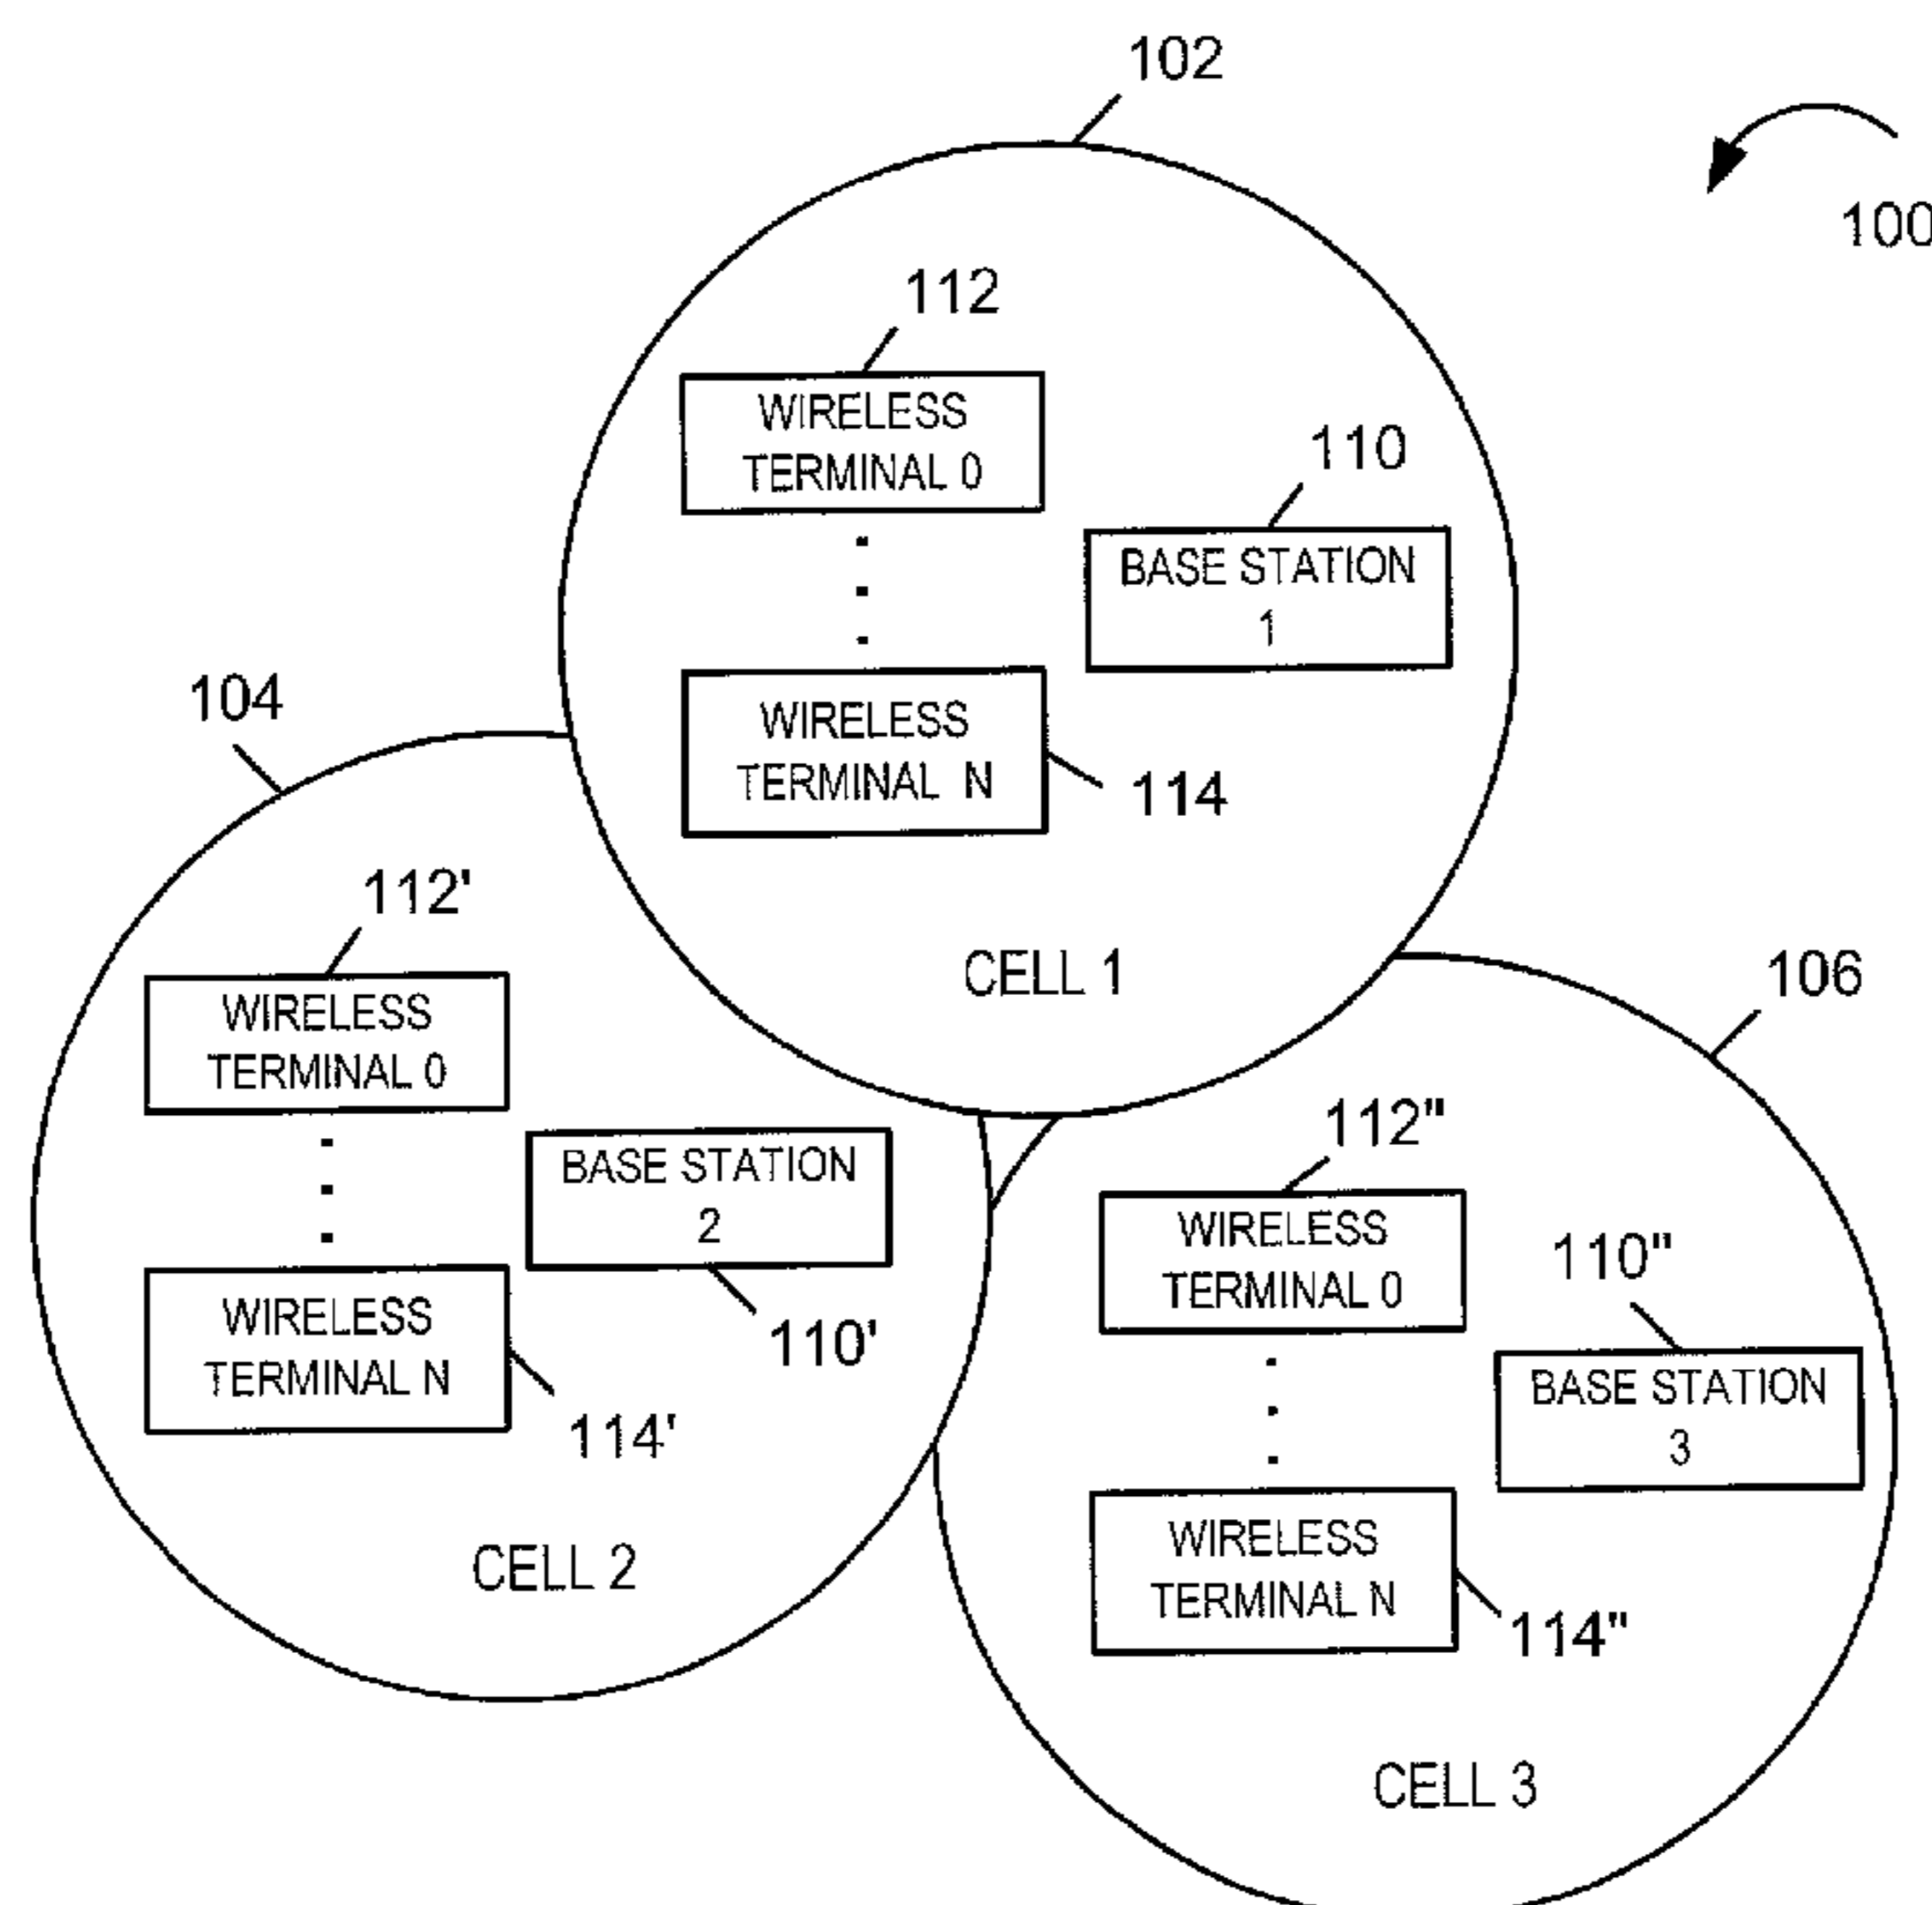 102
100
112
WIRELESS
TERMINAL 0
110
BASE STATION
1
WIRELESS
TERMINAL N
114
CELL 1
104
112'
WIRELESS
TERMINAL 0
BASE STATION
2
110'
WIRELESS
TERMINAL N
114'
CELL 2
106
112"
WIRELESS
TERMINAL 0
110"
BASE STATION
3
WIRELESS
TERMINAL N
114"
CELL 3